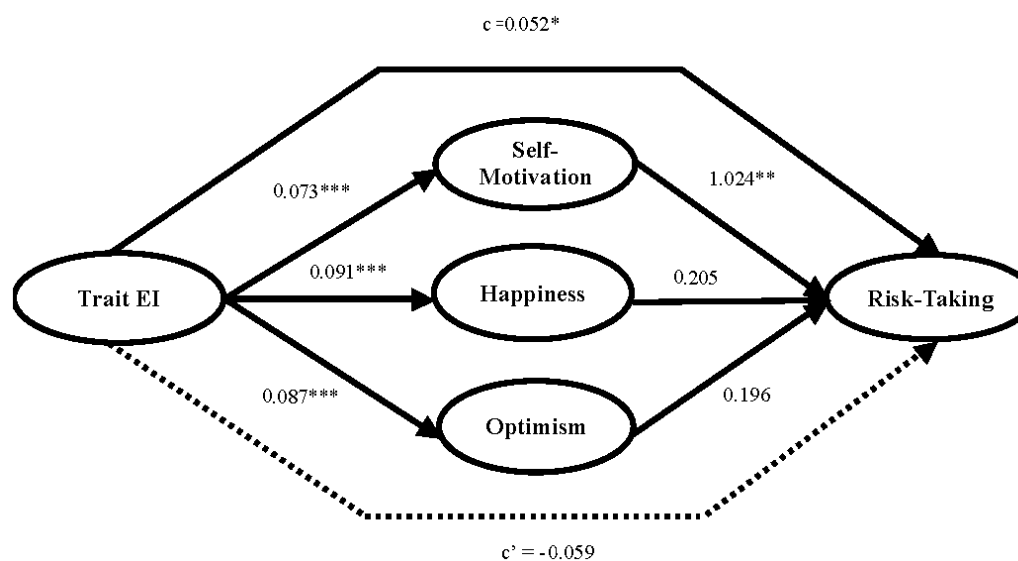 c =0.052*
Self-
Motivation
0.073***
1.024**
0.091***
Happiness
0.205
Trait EI
Risk-Taking
0.087***
0.196
Optimism
c’ = -0.059